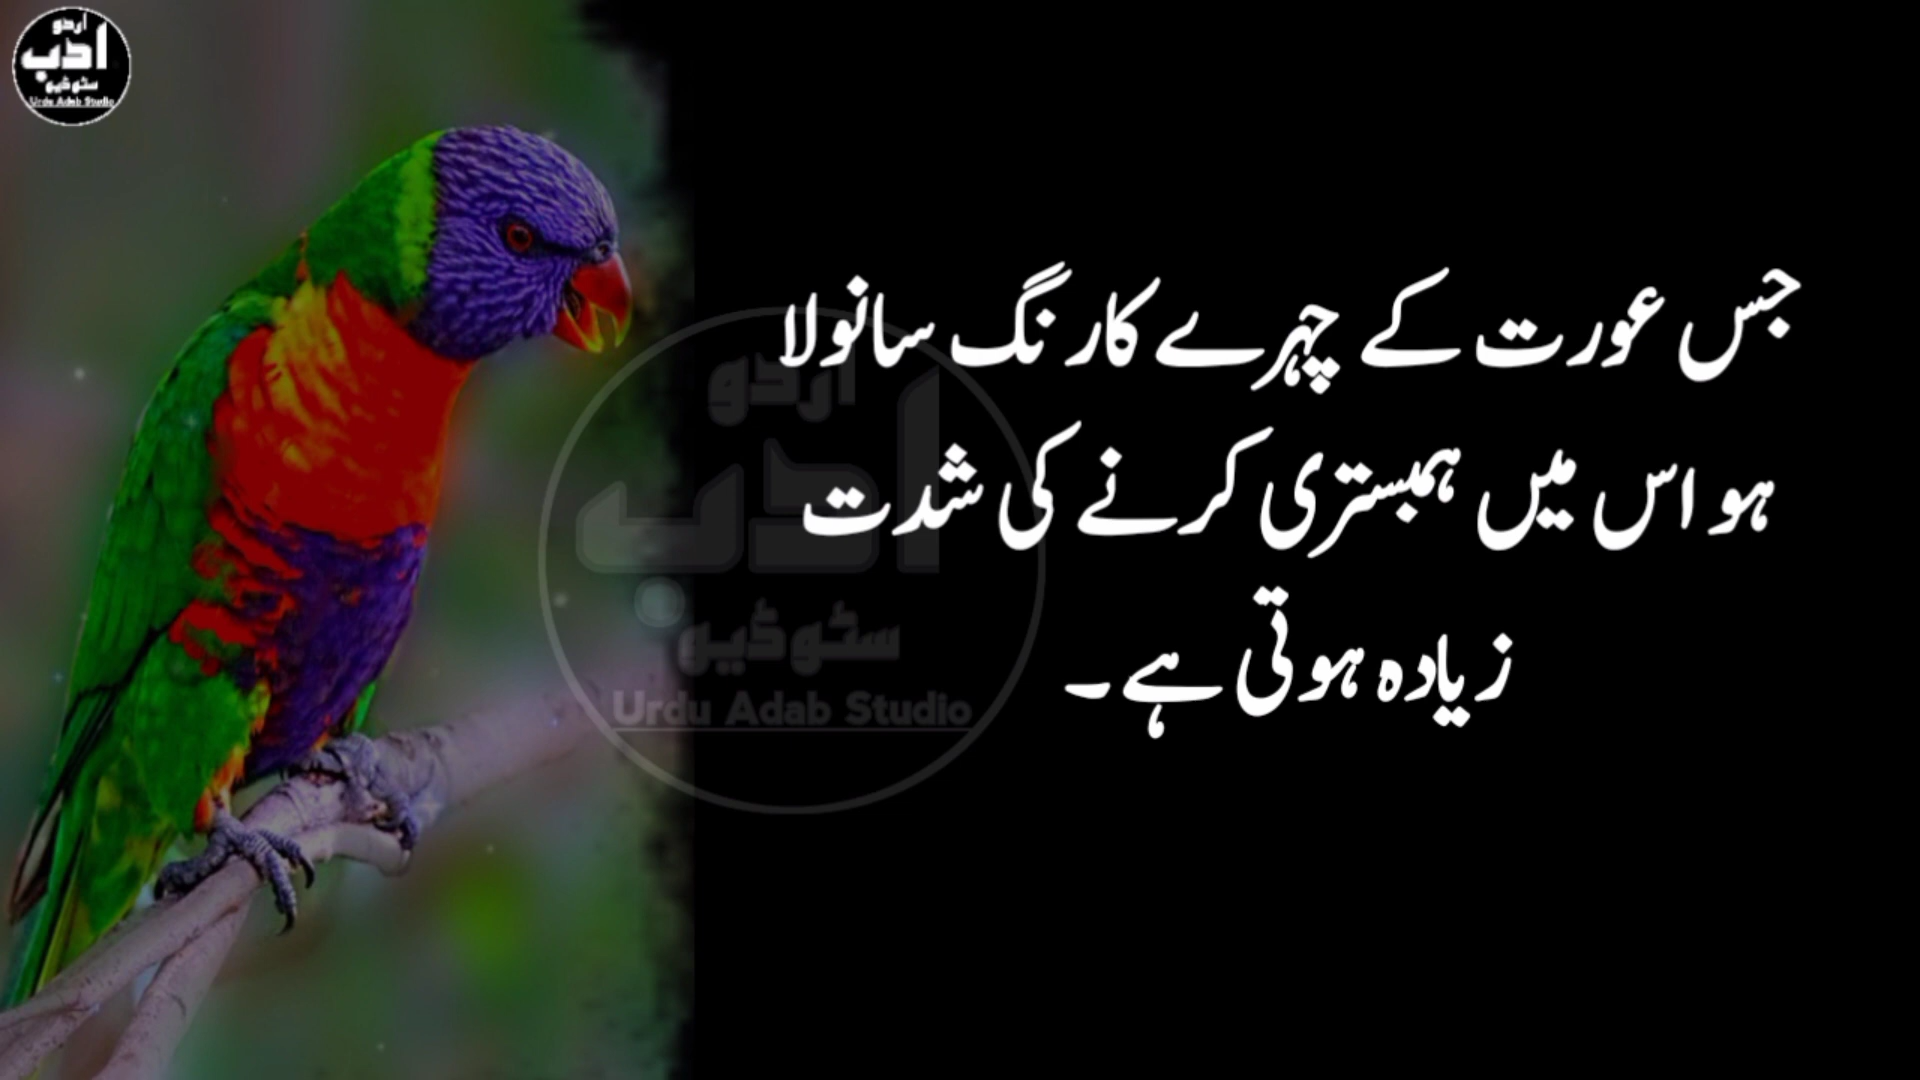 اردو
ادب
سٹوڈیو
Urdu Adab Studio
جس عورت کے چہرے کا رنگ سانولا
ہو اس میں ہمبستری کرنے کی شدت
زیادہ ہوتی ہے۔
اردو
ادب
سٹوڈیو
Urdu Adab Studio